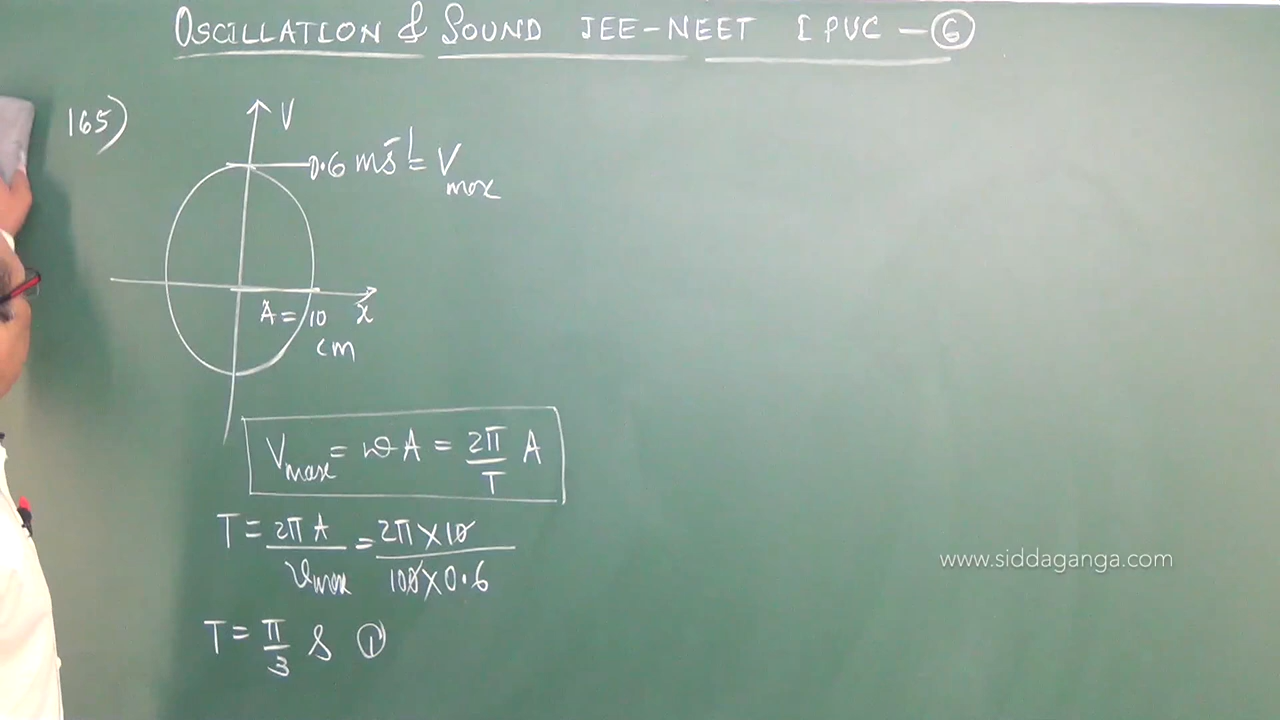 OSCILLATION & SOUND JEE-NEET I PUC - 6
165)
V
0.6 ms⁻¹ = Vmax
A = 10 x
cm
Vmax = ωA = 2π/T A
T = 2πA/vmax = 2π×10/100×0.6
T = π/3 s ①
www.siddaganga.com